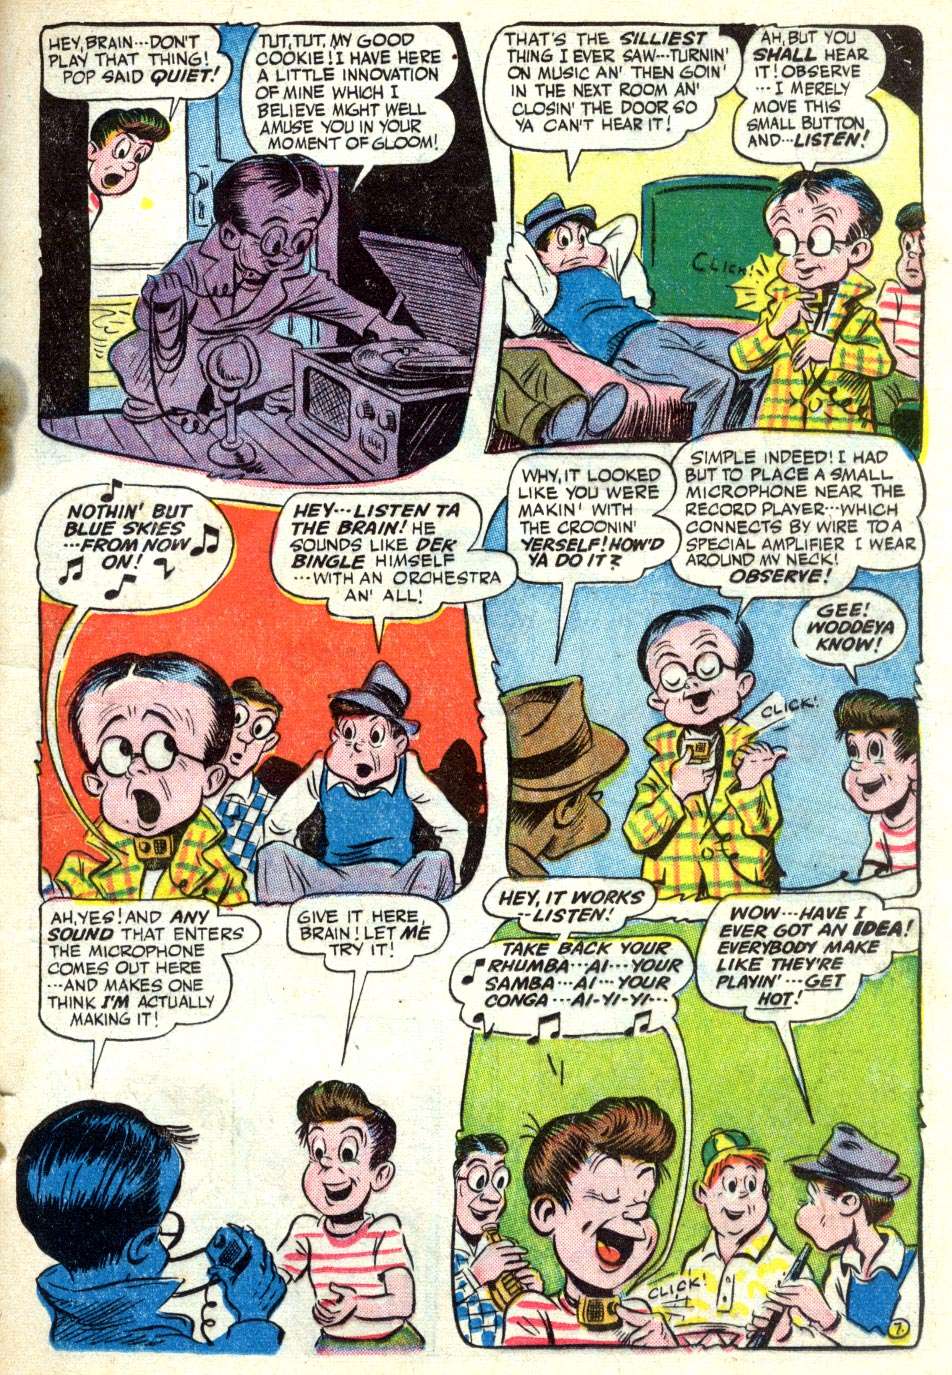 HEY, BRAIN---DON'T
PLAY THAT THING!
POP SAID QUIET!
TUT, TUT, MY GOOD
COOKIE! I HAVE HERE
A LITTLE INNOVATION
OF MINE WHICH I
BELIEVE MIGHT WELL
AMUSE YOU IN YOUR
MOMENT OF GLOOM!
THAT'S THE SILLIEST
THING I EVER SAW---TURNIN'
ON MUSIC AN' THEN GOIN'
IN THE NEXT ROOM AN'
CLOSIN' THE DOOR SO
YA CAN'T HEAR IT!
AH, BUT YOU
SHALL HEAR
IT! OBSERVE
---I MERELY
MOVE THIS
SMALL BUTTON
AND---LISTEN!
CLICK!
NOTHIN' BUT
BLUE SKIES
---FROM NOW
ON!
HEY---LISTEN TA
THE BRAIN! HE
SOUNDS LIKE DEK
BINGLE HIMSELF
---WITH AN ORCHESTRA
AN' ALL!
WHY, IT LOOKED
LIKE YOU WERE
MAKIN' WITH
THE CROONIN'
YERSELF! HOW'D
YA DO IT?
SIMPLE INDEED! I HAD
BUT TO PLACE A SMALL
MICROPHONE NEAR THE
RECORD PLAYER---WHICH
CONNECTS BY WIRE TO A
SPECIAL AMPLIFIER I WEAR
AROUND MY NECK!
OBSERVE!
CLICK!
GEE!
WODDEYA
KNOW!
AH, YES! AND ANY
SOUND THAT ENTERS
THE MICROPHONE
COMES OUT HERE
---AND MAKES ONE
THINK I'M ACTUALLY
MAKING IT!
GIVE IT HERE,
BRAIN! LET ME
TRY IT!
HEY, IT WORKS
--LISTEN!
TAKE BACK YOUR
RHUMBA---AI---YOUR
SAMBA---AI---YOUR
CONGA---AI-YI-YI---
WOW---HAVE I
EVER GOT AN IDEA!
EVERYBODY MAKE
LIKE THEY'RE
PLAYIN'---GET
HOT!
CLICK!
7.